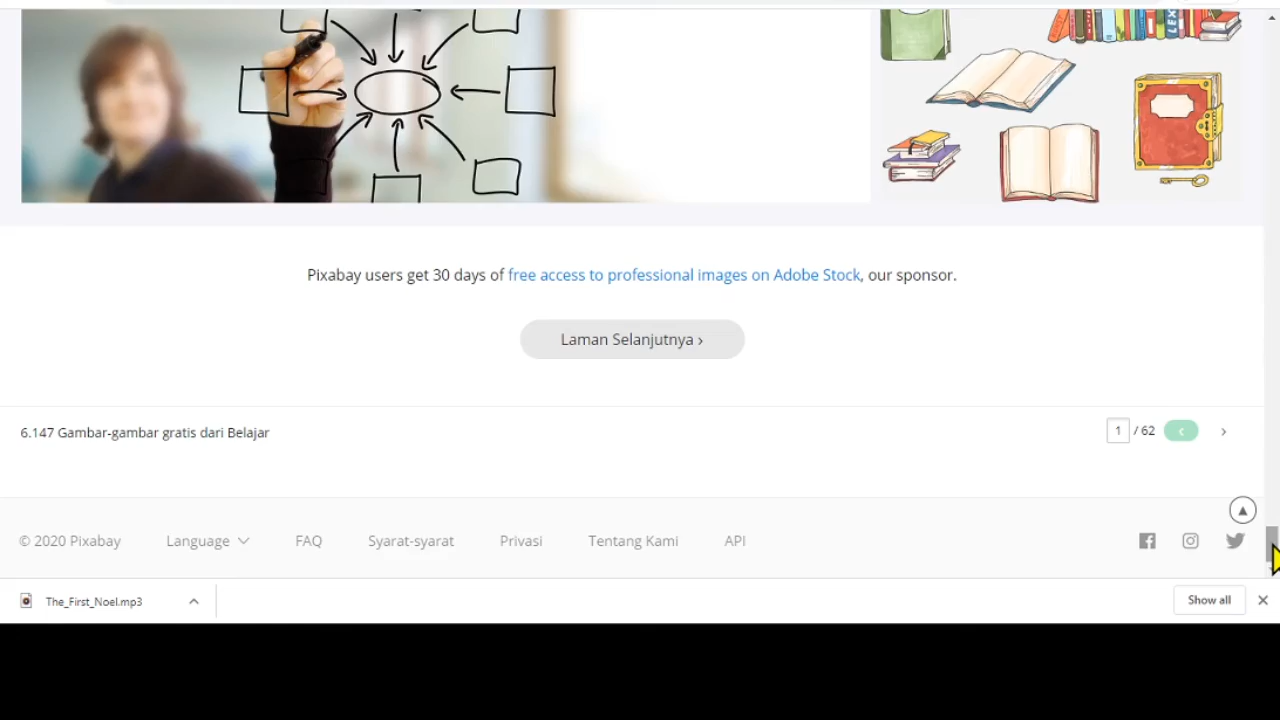 LEX
Pixabay users get 30 days of free access to professional images on Adobe Stock, our sponsor.
Laman Selanjutnya ›
6.147 Gambar-gambar gratis dari Belajar
1 / 62 ‹ ›
© 2020 Pixabay Language FAQ Syarat-syarat Privasi Tentang Kami API
The_First_Noel.mp3 Show all